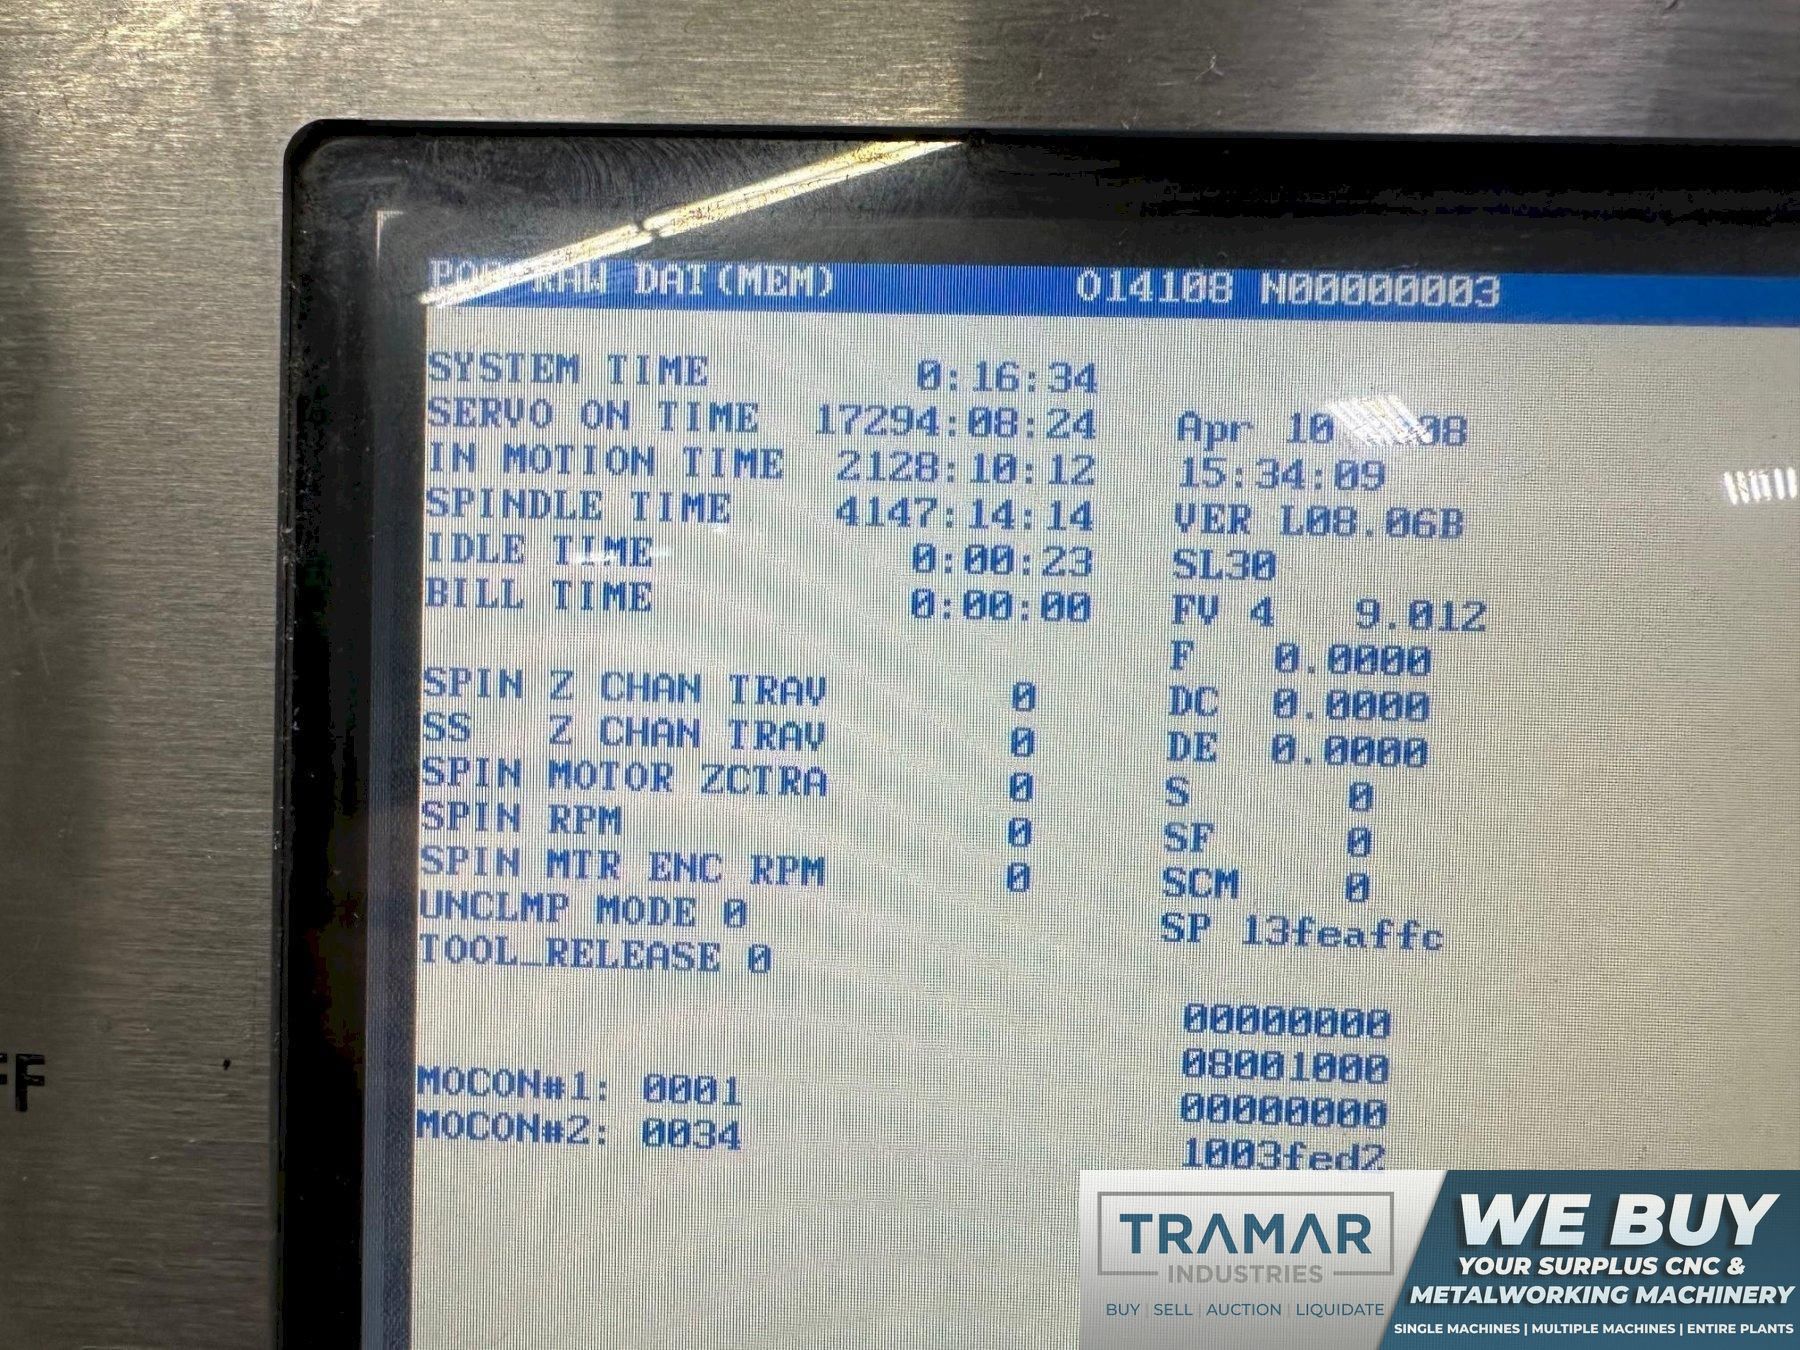 RAW DAT(MEM) O14108 N00000003
SYSTEM TIME 0:16:34
SERVO ON TIME 17294:08:24 Apr 10
IN MOTION TIME 2128:10:12 15:34:09
SPINDLE TIME 4147:14:14 VER L08.06B
IDLE TIME 0:00:23 SL30
BILL TIME 0:00:00 FV 4 9.012
F 0.0000
SPIN Z CHAN TRAV 0 DC 0.0000
SS Z CHAN TRAV 0 DE 0.0000
SPIN MOTOR ZCTRA 0 S 0
SPIN RPM 0 SF 0
SPIN MTR ENC RPM 0 SCM 0
UNCLMP MODE 0 SP 13feaffc
TOOL_RELEASE 0
00000000
08001000
MOCON#1: 0001 00000000
MOCON#2: 0034 1003fed2
FF
TRAMAR
INDUSTRIES
BUY | SELL | AUCTION | LIQUIDATE
WE BUY
YOUR SURPLUS CNC &
METALWORKING MACHINERY
SINGLE MACHINES | MULTIPLE MACHINES | ENTIRE PLANTS